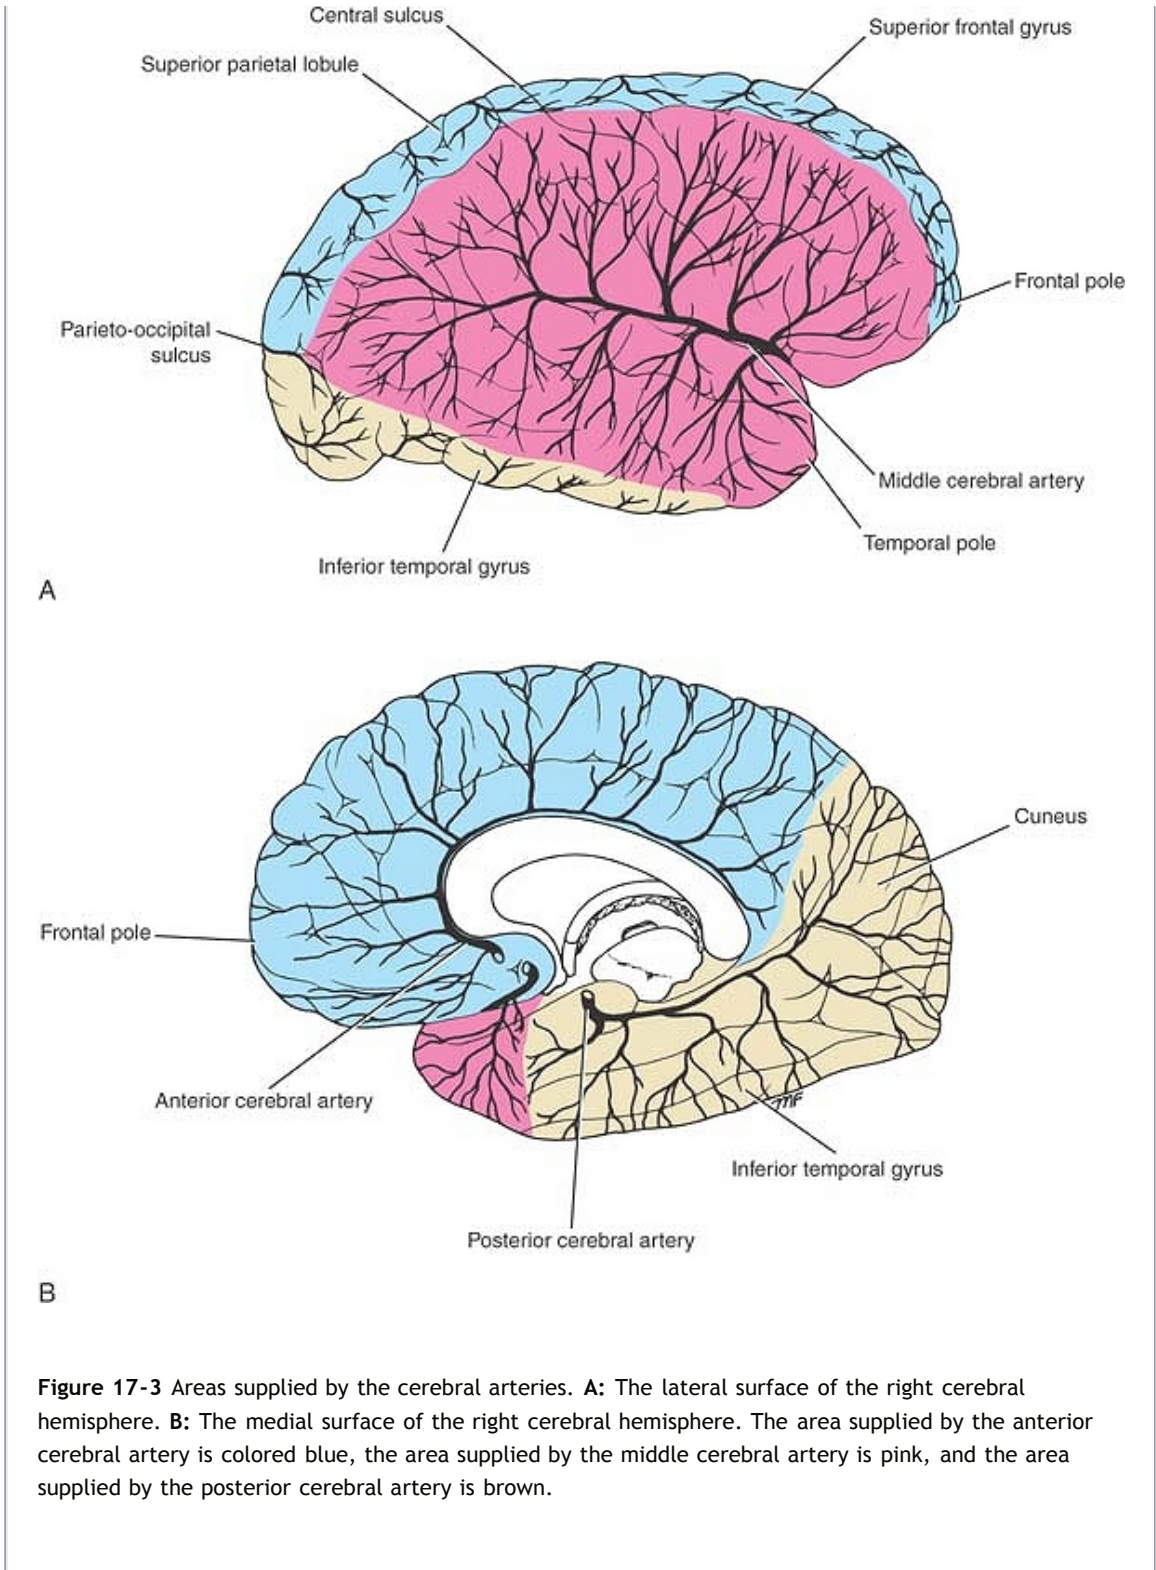 Central sulcus
Superior frontal gyrus
Superior parietal lobule
Frontal pole
Parieto-occipital
sulcus
Middle cerebral artery
Temporal pole
Inferior temporal gyrus
A
Cuneus
Frontal pole
Anterior cerebral artery
MF
Inferior temporal gyrus
Posterior cerebral artery
B
Figure 17-3 Areas supplied by the cerebral arteries. A: The lateral surface of the right cerebral
hemisphere. B: The medial surface of the right cerebral hemisphere. The area supplied by the anterior
cerebral artery is colored blue, the area supplied by the middle cerebral artery is pink, and the area
supplied by the posterior cerebral artery is brown.